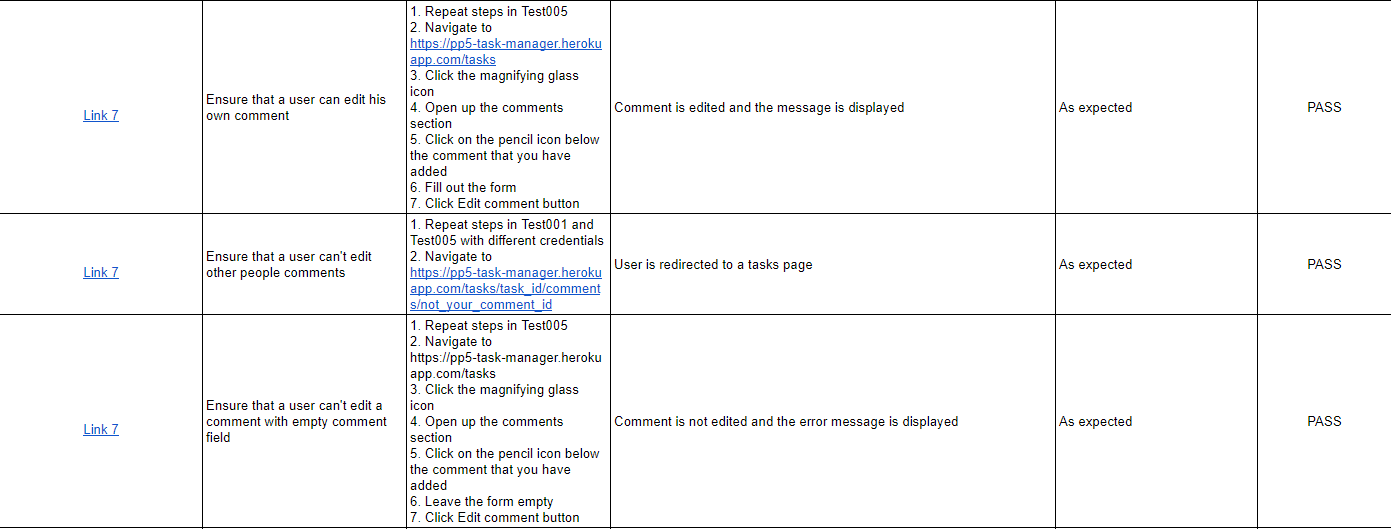 Link 7
Ensure that a user can edit his
own comment
1. Repeat steps in Test005
2. Navigate to
https://pp5-task-manager.heroku
app.com/tasks
3. Click the magnifying glass
icon
4. Open up the comments
section
5. Click on the pencil icon below
the comment that you have
added
6. Fill out the form
7. Click Edit comment button
Comment is edited and the message is displayed
As expected
PASS
Link 7
Ensure that a user can't edit
other people comments
1. Repeat steps in Test001 and
Test005 with different credentials
2. Navigate to
https://pp5-task-manager.heroku
app.com/tasks/task_id/comment
s/not_your_comment_id
User is redirected to a tasks page
As expected
PASS
Link 7
Ensure that a user can't edit a
comment with empty comment
field
1. Repeat steps in Test005
2. Navigate to
https://pp5-task-manager.heroku
app.com/tasks
3. Click the magnifying glass
icon
4. Open up the comments
section
5. Click on the pencil icon below
the comment that you have
added
6. Leave the form empty
7. Click Edit comment button
Comment is not edited and the error message is displayed
As expected
PASS